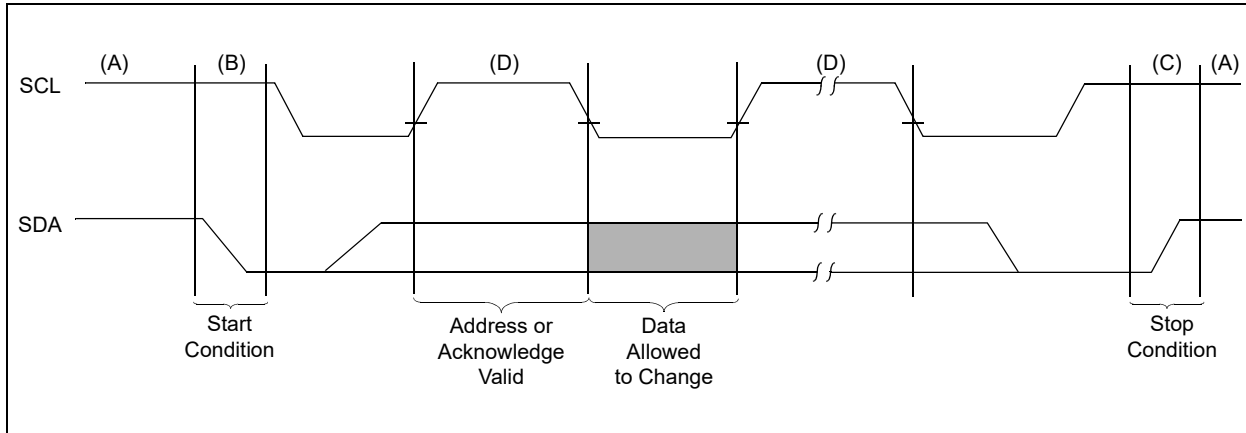 (A) (B) (D) (D) (C) (A)
SCL
SDA
Start
Condition
Address or
Acknowledge
Valid
Data
Allowed
to Change
Stop
Condition